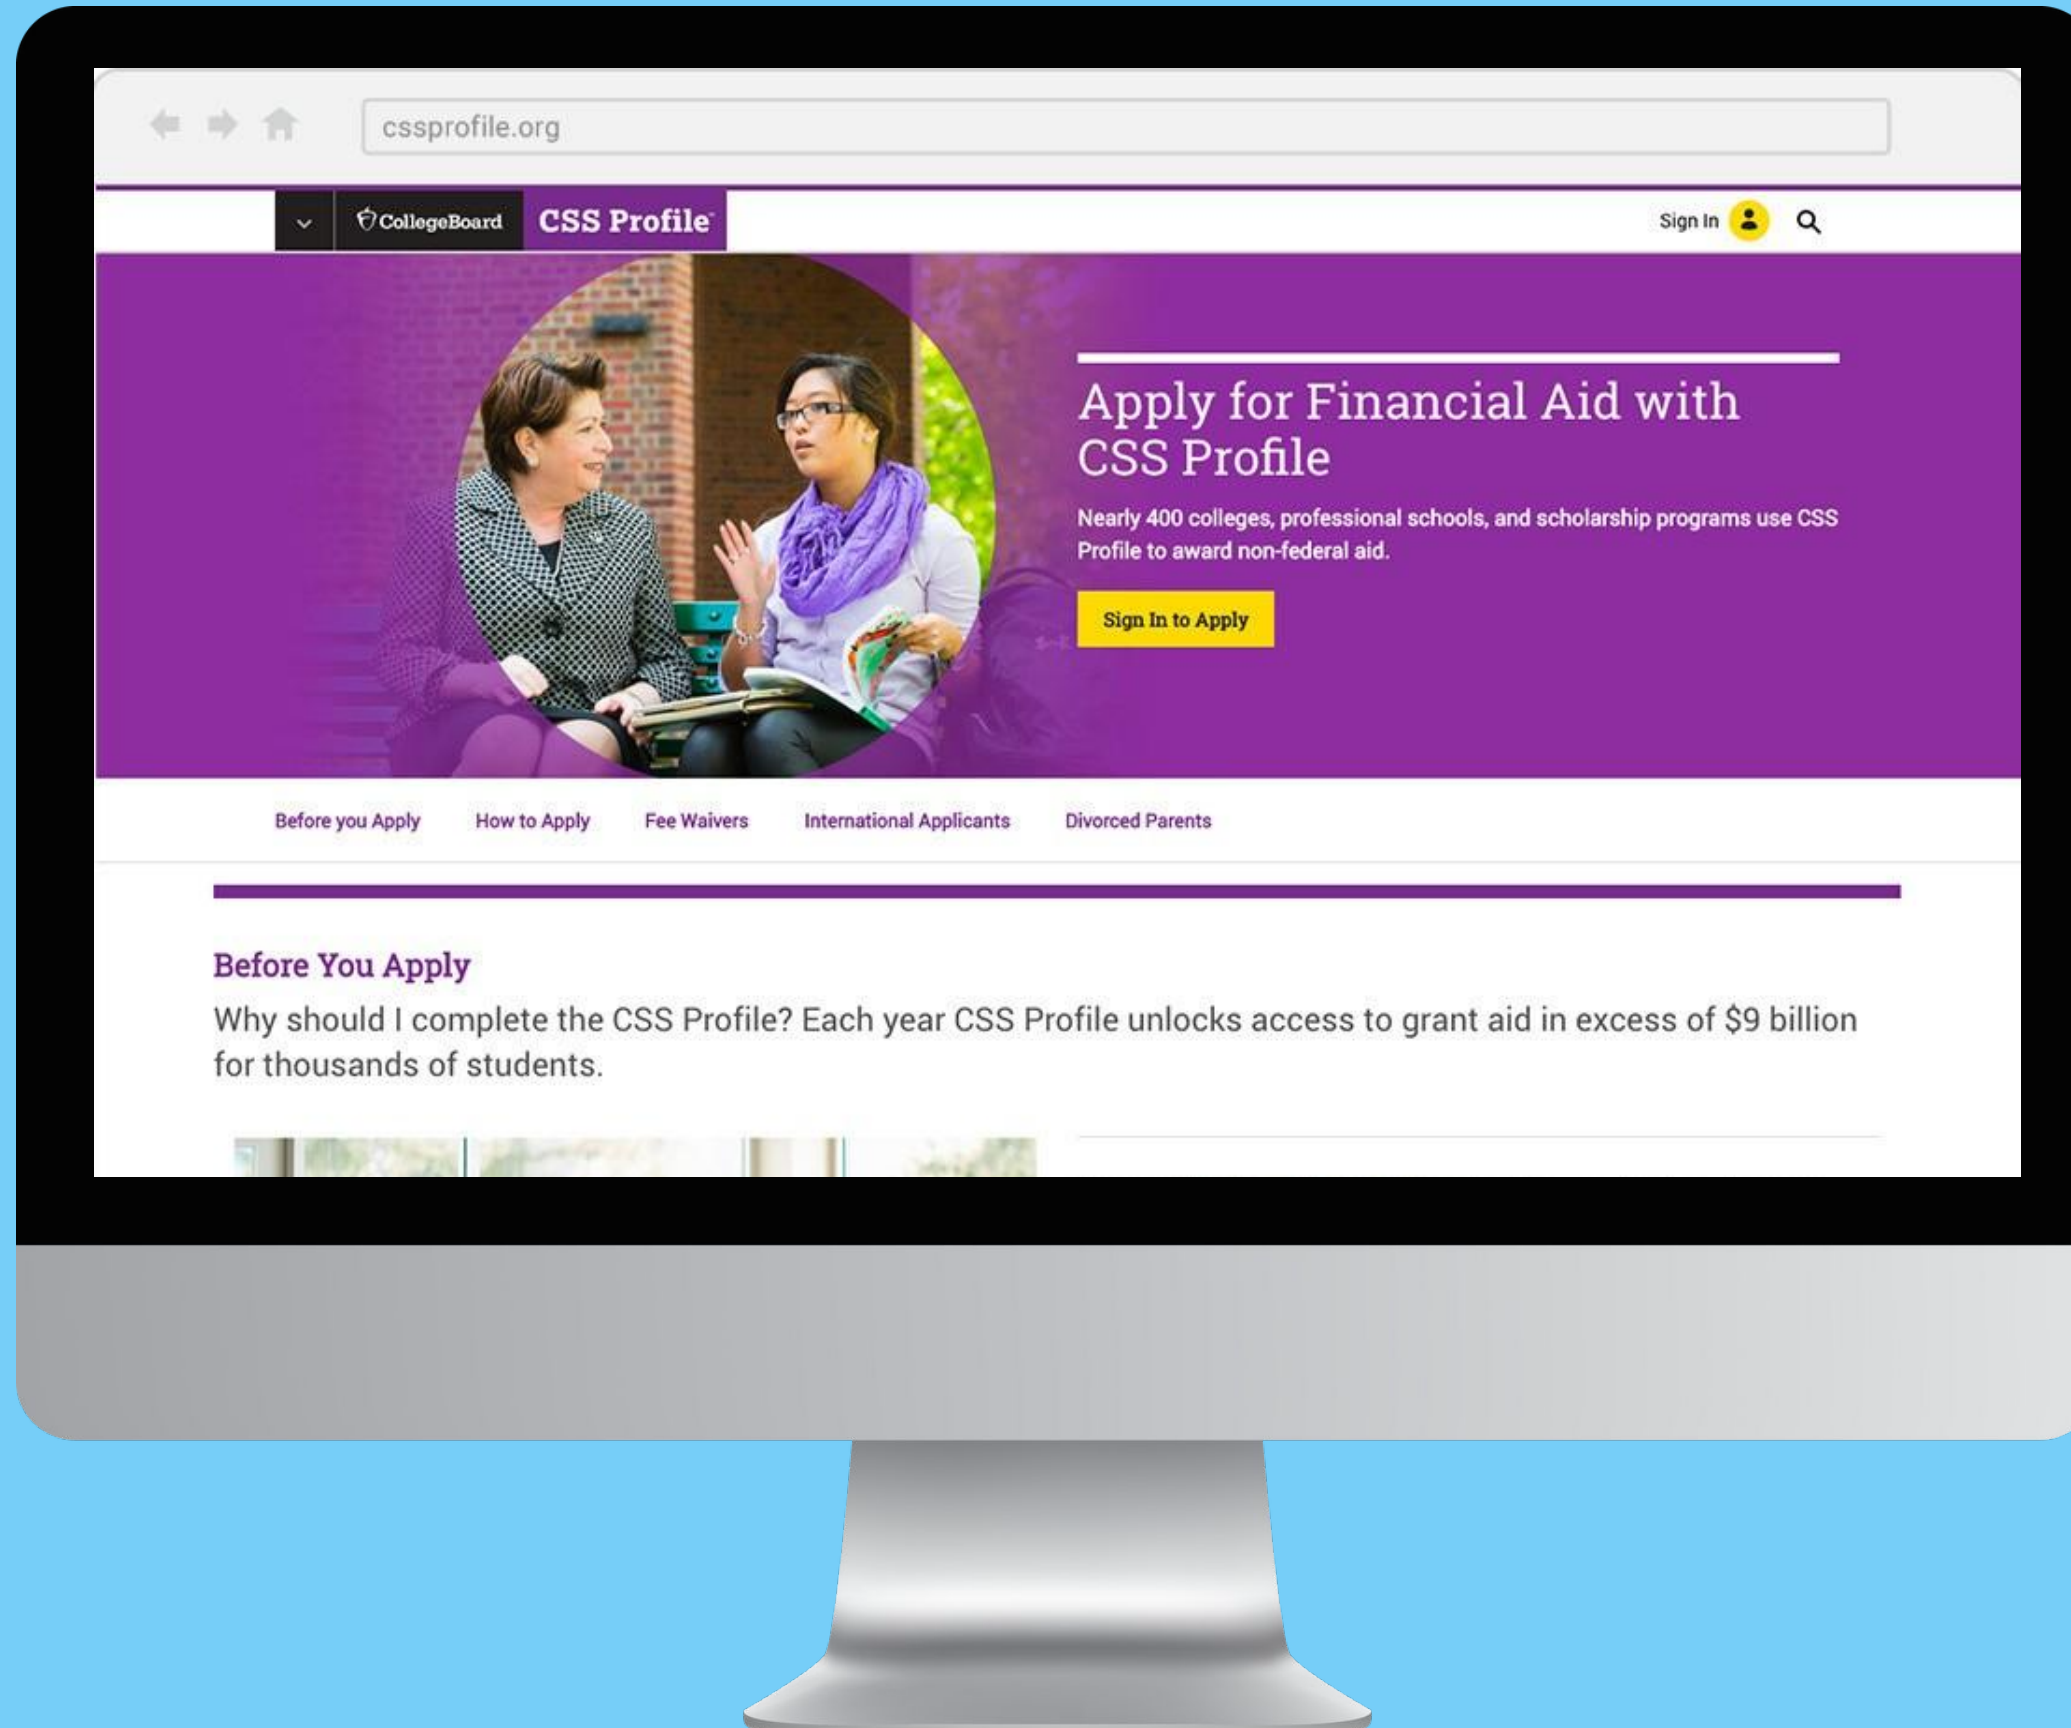 cssprofile.org
CollegeBoard CSS Profile Sign In
Apply for Financial Aid with
CSS Profile
Nearly 400 colleges, professional schools, and scholarship programs use CSS
Profile to award non-federal aid.
Sign In to Apply
Before you Apply How to Apply Fee Waivers International Applicants Divorced Parents
Before You Apply
Why should I complete the CSS Profile? Each year CSS Profile unlocks access to grant aid in excess of $9 billion
for thousands of students.